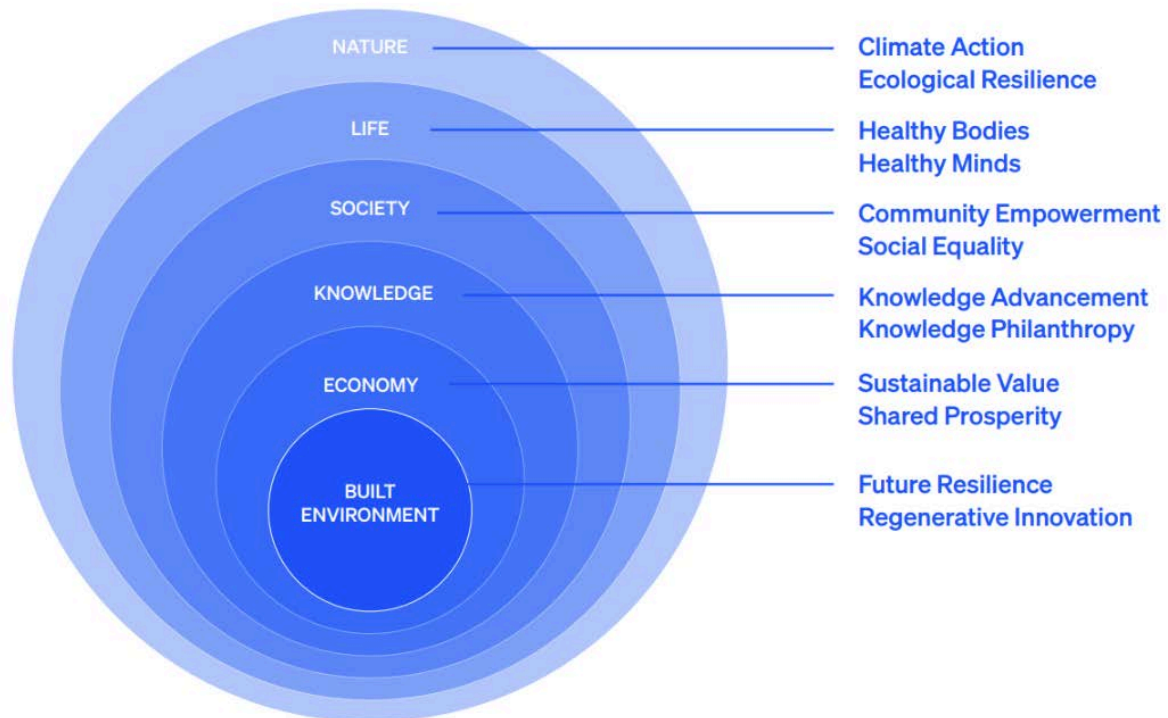 NATURE
Climate Action
Ecological Resilience
LIFE
Healthy Bodies
Healthy Minds
SOCIETY
Community Empowerment
Social Equality
KNOWLEDGE
Knowledge Advancement
Knowledge Philanthropy
ECONOMY
Sustainable Value
Shared Prosperity
BUILT
ENVIRONMENT
Future Resilience
Regenerative Innovation